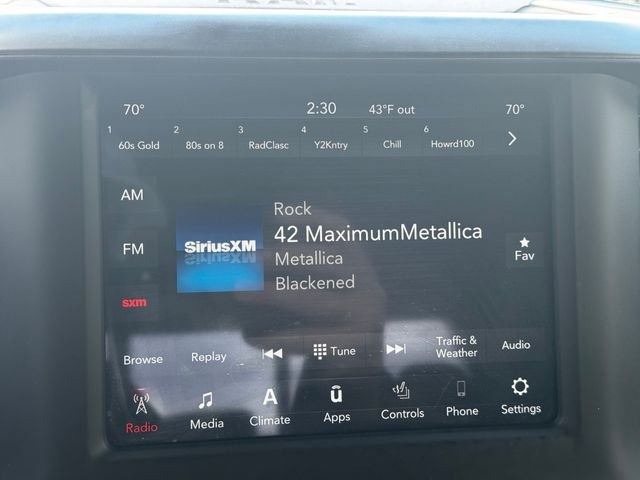 70° 2:30 43°F out 70°
1 60s Gold 2 80s on 8 3 RadClasc 4 Y2Kntry 5 Chill 6 Howrd100
AM
FM
sxm
SiriusXM
Rock
42 MaximumMetallica
Metallica
Blackened
Fav
Browse Replay Tune Traffic & Weather Audio
Radio Media Climate Apps Controls Phone Settings